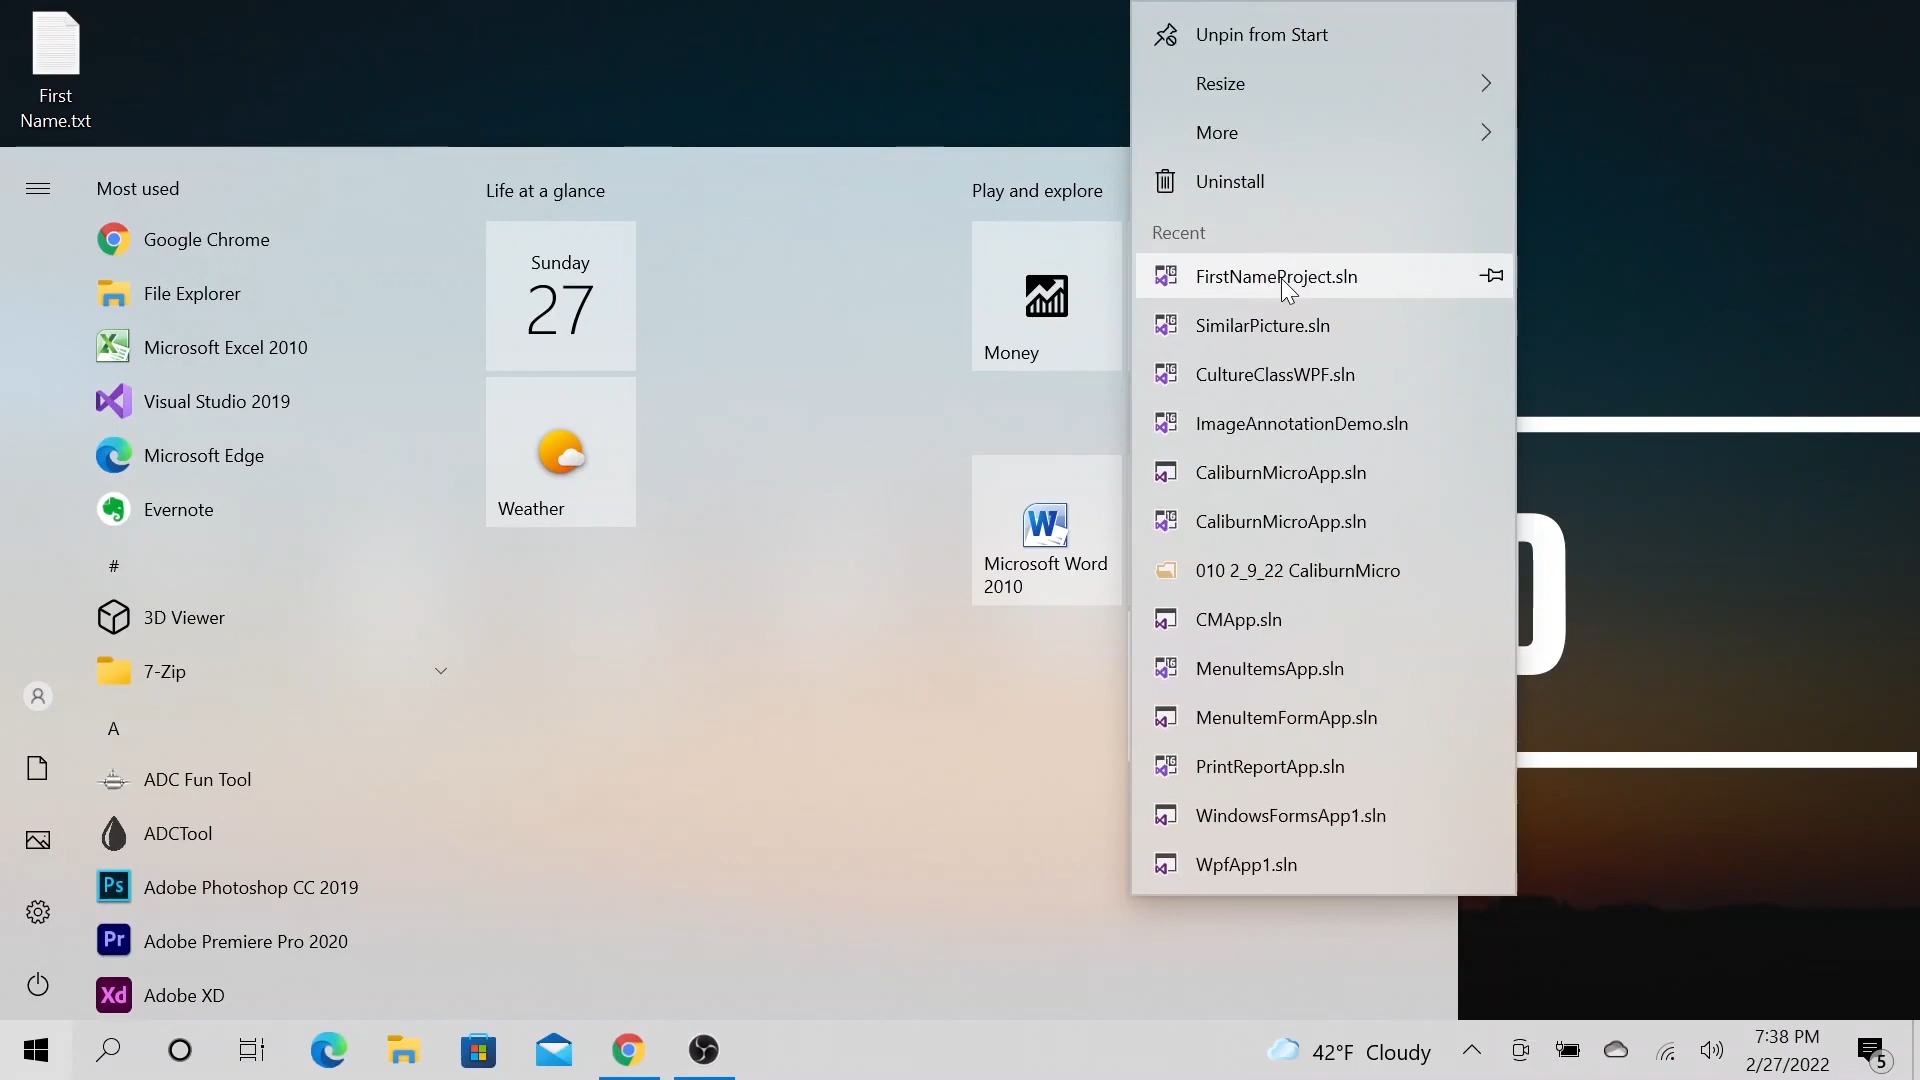 First
Name.txt
Most used
Google Chrome
File Explorer
Microsoft Excel 2010
Visual Studio 2019
Microsoft Edge
Evernote
#
3D Viewer
7-Zip
A
ADC Fun Tool
ADCTool
Ps
Adobe Photoshop CC 2019
Pr
Adobe Premiere Pro 2020
Xd
Adobe XD
Life at a glance
Sunday
27
Weather
Play and explore
Money
W
Microsoft Word
2010
Unpin from Start
Resize
More
Uninstall
Recent
FirstNameProject.sln
SimilarPicture.sln
CultureClassWPF.sln
ImageAnnotationDemo.sln
CaliburnMicroApp.sln
CaliburnMicroApp.sln
010 2_9_22 CaliburnMicro
CMApp.sln
MenuItemsApp.sln
MenuItemFormApp.sln
PrintReportApp.sln
WindowsFormsApp1.sln
WpfApp1.sln
42°F Cloudy
7:38 PM
2/27/2022
5